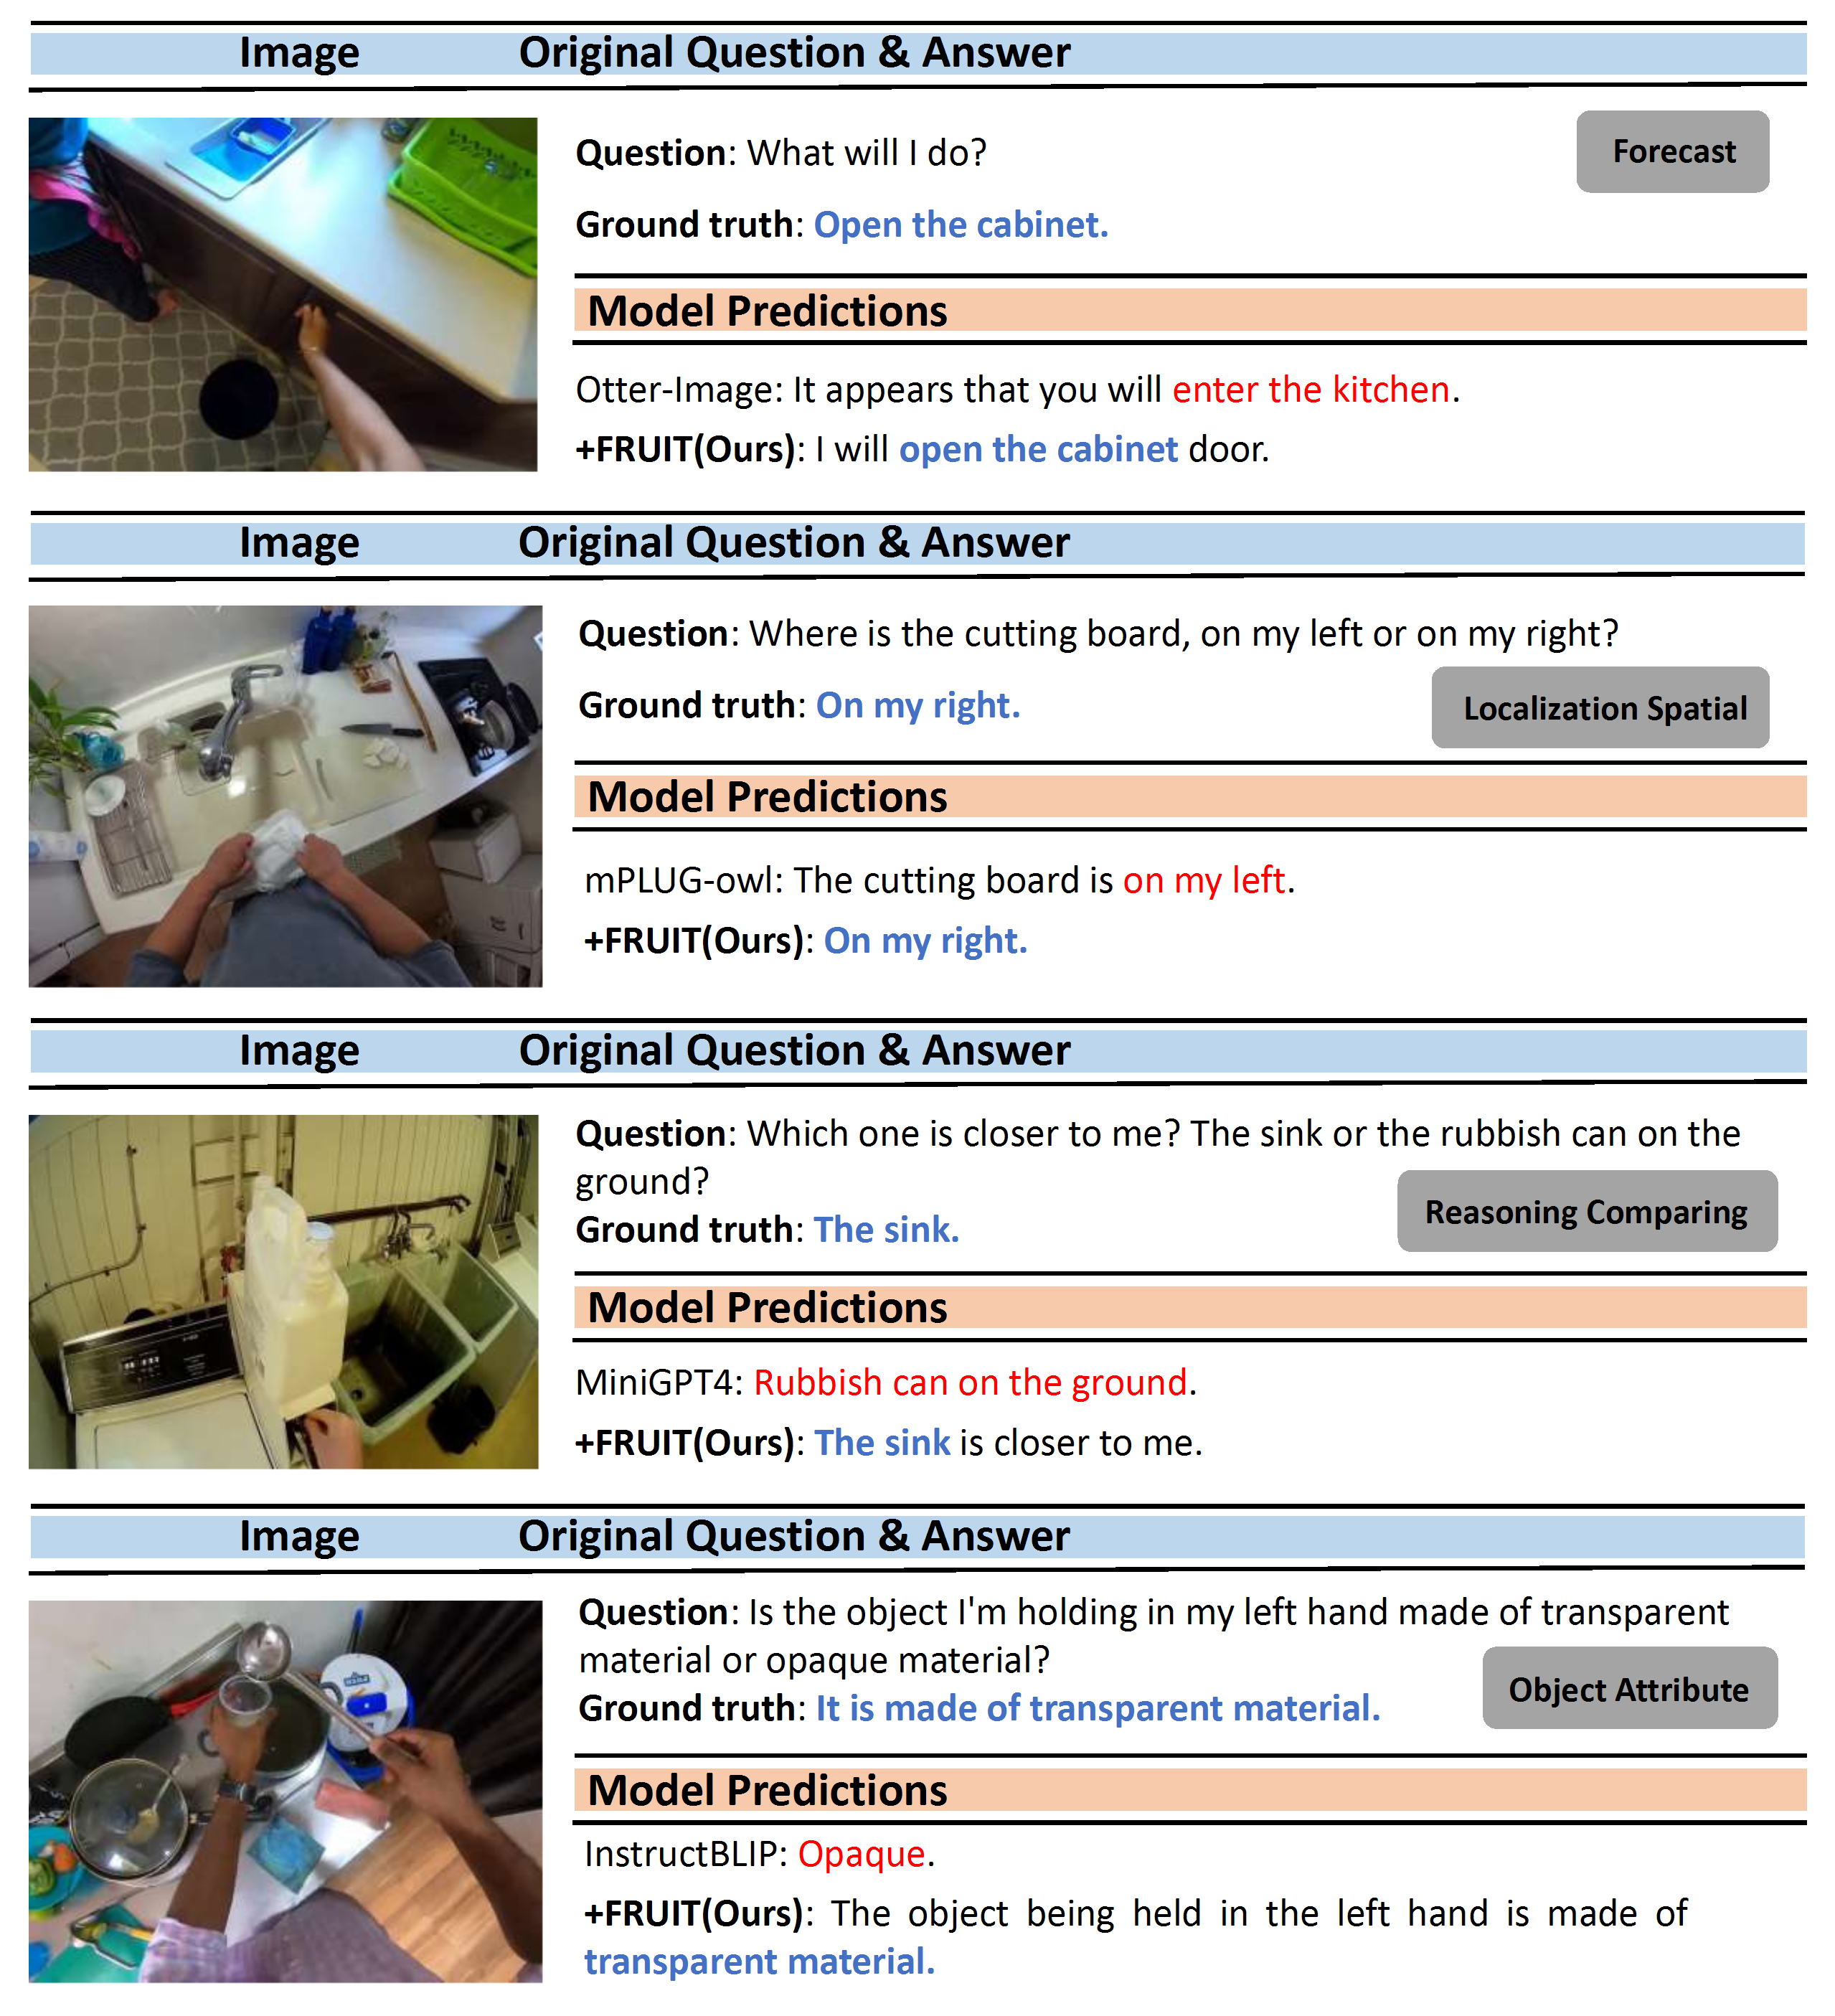 Image Original Question & Answer
Question: What will I do?
Forecast
Ground truth: Open the cabinet.
Model Predictions
Otter-Image: It appears that you will enter the kitchen.
+FRUIT(Ours): I will open the cabinet door.
Image Original Question & Answer
Question: Where is the cutting board, on my left or on my right?
Ground truth: On my right.
Localization Spatial
Model Predictions
mPLUG-owl: The cutting board is on my left.
+FRUIT(Ours): On my right.
Image Original Question & Answer
Question: Which one is closer to me? The sink or the rubbish can on the
ground?
Reasoning Comparing
Ground truth: The sink.
Model Predictions
MiniGPT4: Rubbish can on the ground.
+FRUIT(Ours): The sink is closer to me.
Image Original Question & Answer
Question: Is the object I'm holding in my left hand made of transparent
material or opaque material?
Object Attribute
Ground truth: It is made of transparent material.
Model Predictions
InstructBLIP: Opaque.
+FRUIT(Ours): The object being held in the left hand is made of
transparent material.